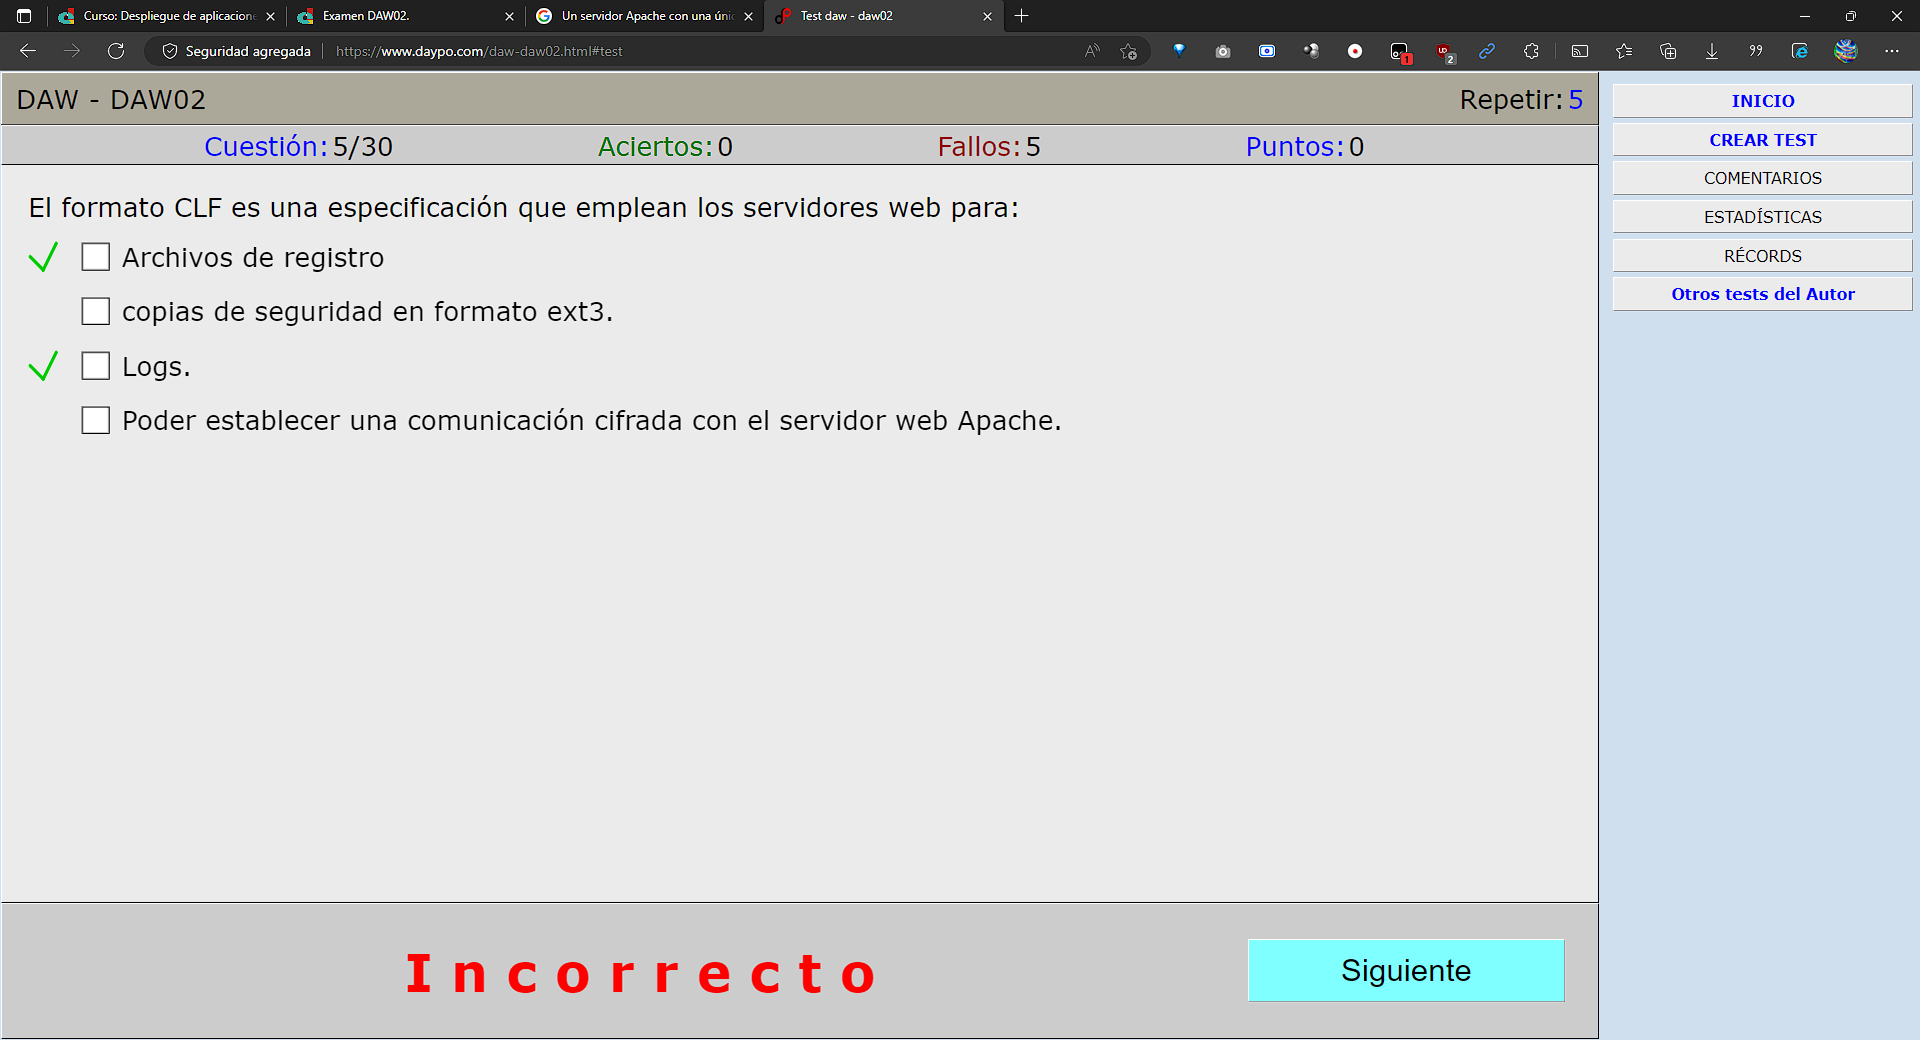 Curso: Despliegue de aplicacione
Examen DAW02.
Un servidor Apache con una únic
Test daw - daw02
Seguridad agregada
https://www.daypo.com/daw-daw02.html#test
1
2
DAW - DAW02
Repetir: 5
Cuestión: 5/30
Aciertos: 0
Fallos: 5
Puntos: 0
El formato CLF es una especificación que emplean los servidores web para:
Archivos de registro
copias de seguridad en formato ext3.
Logs.
Poder establecer una comunicación cifrada con el servidor web Apache.
Incorrecto
Siguiente
INICIO
CREAR TEST
COMENTARIOS
ESTADÍSTICAS
RÉCORDS
Otros tests del Autor